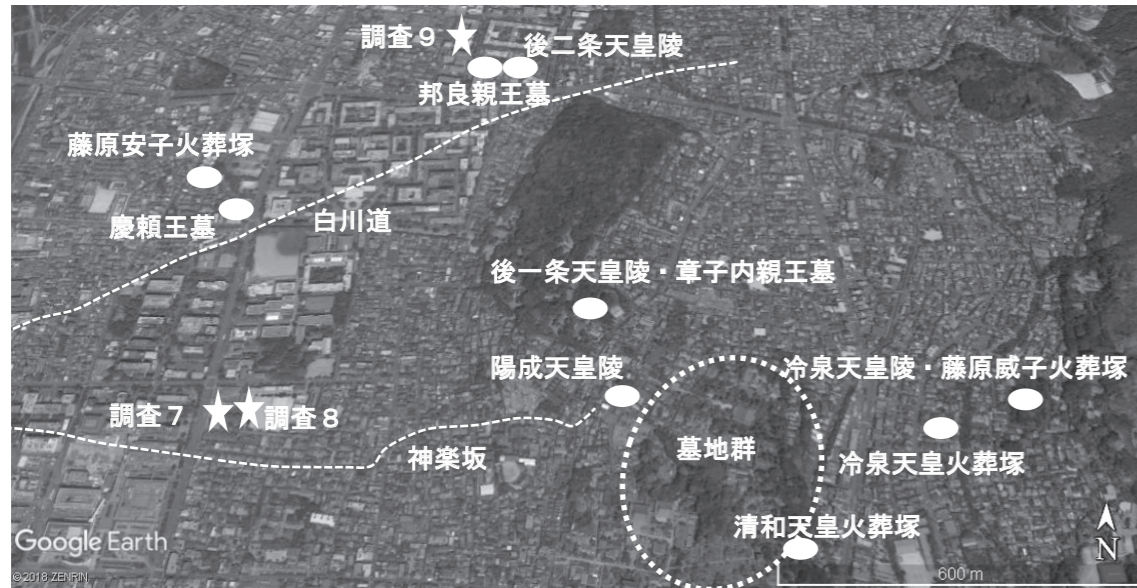 調査９
後二条天皇陵
邦良親王墓
藤原安子火葬塚
慶頼王墓
白川道
後一条天皇陵・章子内親王墓
陽成天皇陵
冷泉天皇陵・藤原威子火葬塚
調査７
調査８
神楽坂
墓地群
冷泉天皇火葬塚
清和天皇火葬塚
N
Google Earth
©2018 ZENRIN
600 m